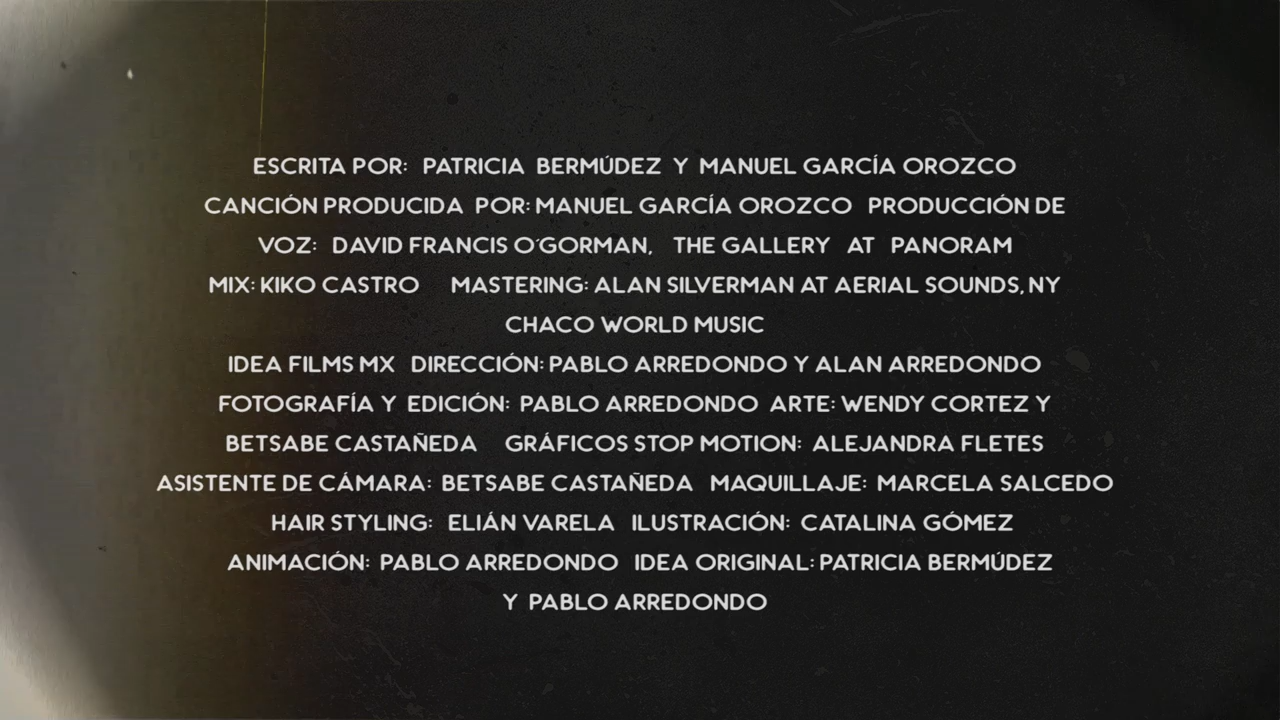 ESCRITA POR: PATRICIA BERMÚDEZ Y MANUEL GARCÍA OROZCO
CANCIÓN PRODUCIDA POR: MANUEL GARCÍA OROZCO PRODUCCIÓN DE
VOZ: DAVID FRANCIS O´GORMAN, THE GALLERY AT PANORAM
MIX: KIKO CASTRO MASTERING: ALAN SILVERMAN AT AERIAL SOUNDS, NY
CHACO WORLD MUSIC
IDEA FILMS MX DIRECCIÓN: PABLO ARREDONDO Y ALAN ARREDONDO
FOTOGRAFÍA Y EDICIÓN: PABLO ARREDONDO ARTE: WENDY CORTEZ Y
BETSABE CASTAÑEDA GRÁFICOS STOP MOTION: ALEJANDRA FLETES
ASISTENTE DE CÁMARA: BETSABE CASTAÑEDA MAQUILLAJE: MARCELA SALCEDO
HAIR STYLING: ELIÁN VARELA ILUSTRACIÓN: CATALINA GÓMEZ
ANIMACIÓN: PABLO ARREDONDO IDEA ORIGINAL: PATRICIA BERMÚDEZ
Y PABLO ARREDONDO